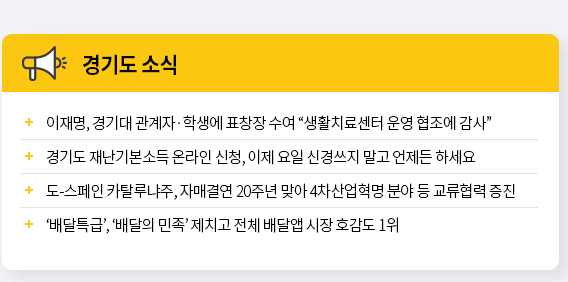 경기도 소식
이재명, 경기대 관계자·학생에 표창장 수여 “생활치료센터 운영 협조에 감사”
경기도 재난기본소득 온라인 신청, 이제 요일 신경쓰지 말고 언제든 하세요
도-스페인 카탈루냐주, 자매결연 20주년 맞아 4차산업혁명 분야 등 교류협력 증진
‘배달특급’, ‘배달의 민족’ 제치고 전체 배달앱 시장 호감도 1위